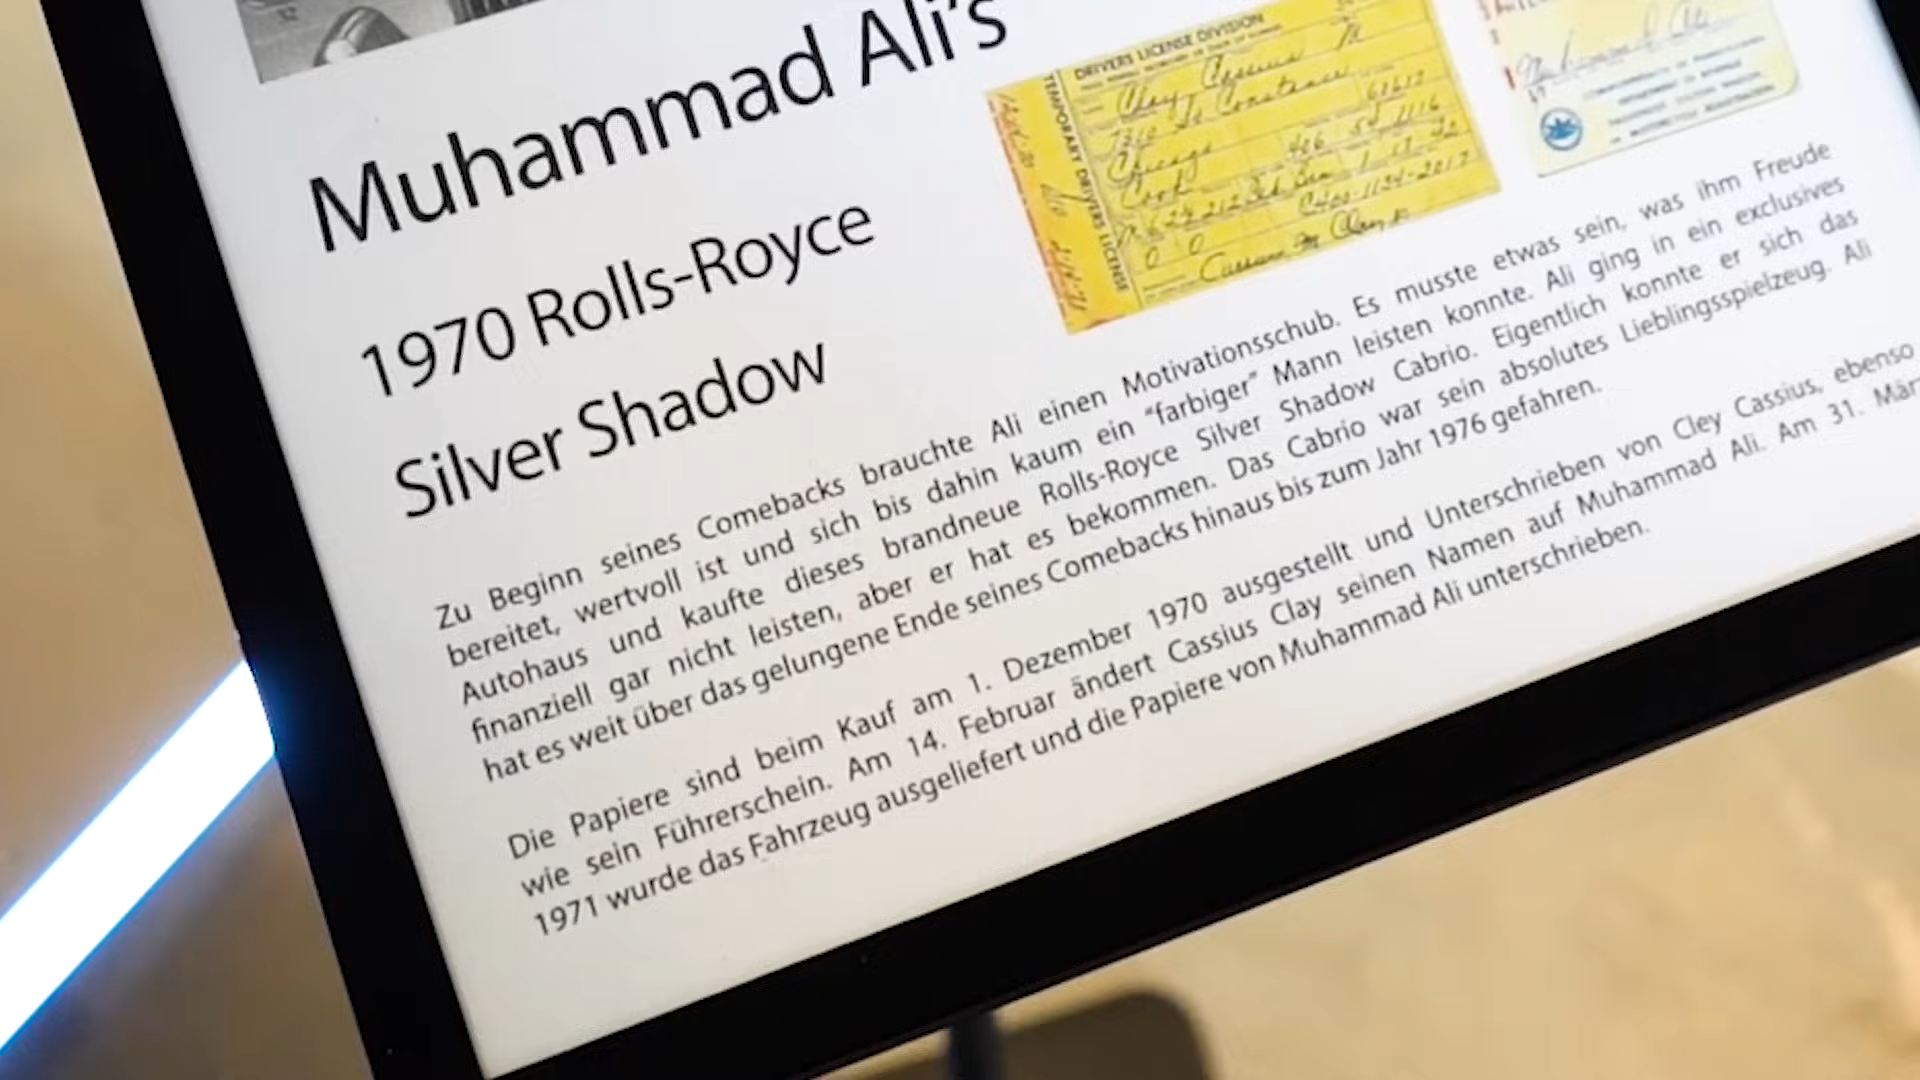 Muhammad Ali's
1970 Rolls-Royce
Silver Shadow
DRIVERS LICENSE DIVISION
TEMPORARY DRIVERS LICENSE
Clay, Cassius M
Constance
Chicago
Cook
Zu Beginn seines Comebacks brauchte Ali einen Motivationsschub. Es musste etwas sein, was ihm Freude
bereitet, wertvoll ist und sich bis dahin kaum ein “farbiger” Mann leisten konnte. Ali ging in ein exclusives
Autohaus und kaufte dieses brandneue Rolls-Royce Silver Shadow Cabrio. Eigentlich konnte er sich das
finanziell gar nicht leisten, aber er hat es bekommen. Das Cabrio war sein absolutes Lieblingsspielzeug. Ali
hat es weit über das gelungene Ende seines Comebacks hinaus bis zum Jahr 1976 gefahren.
Die Papiere sind beim Kauf am 1. Dezember 1970 ausgestellt und Unterschrieben von Cley Cassius, ebenso
wie sein Führerschein. Am 14. Februar ändert Cassius Clay seinen Namen auf Muhammad Ali. Am 31. März
1971 wurde das Fahrzeug ausgeliefert und die Papiere von Muhammad Ali unterschrieben.